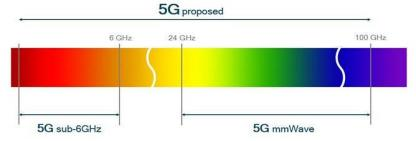 5G proposed
6 GHz
24 GHz
100 GHz
5G sub-6GHz
5G mmWave